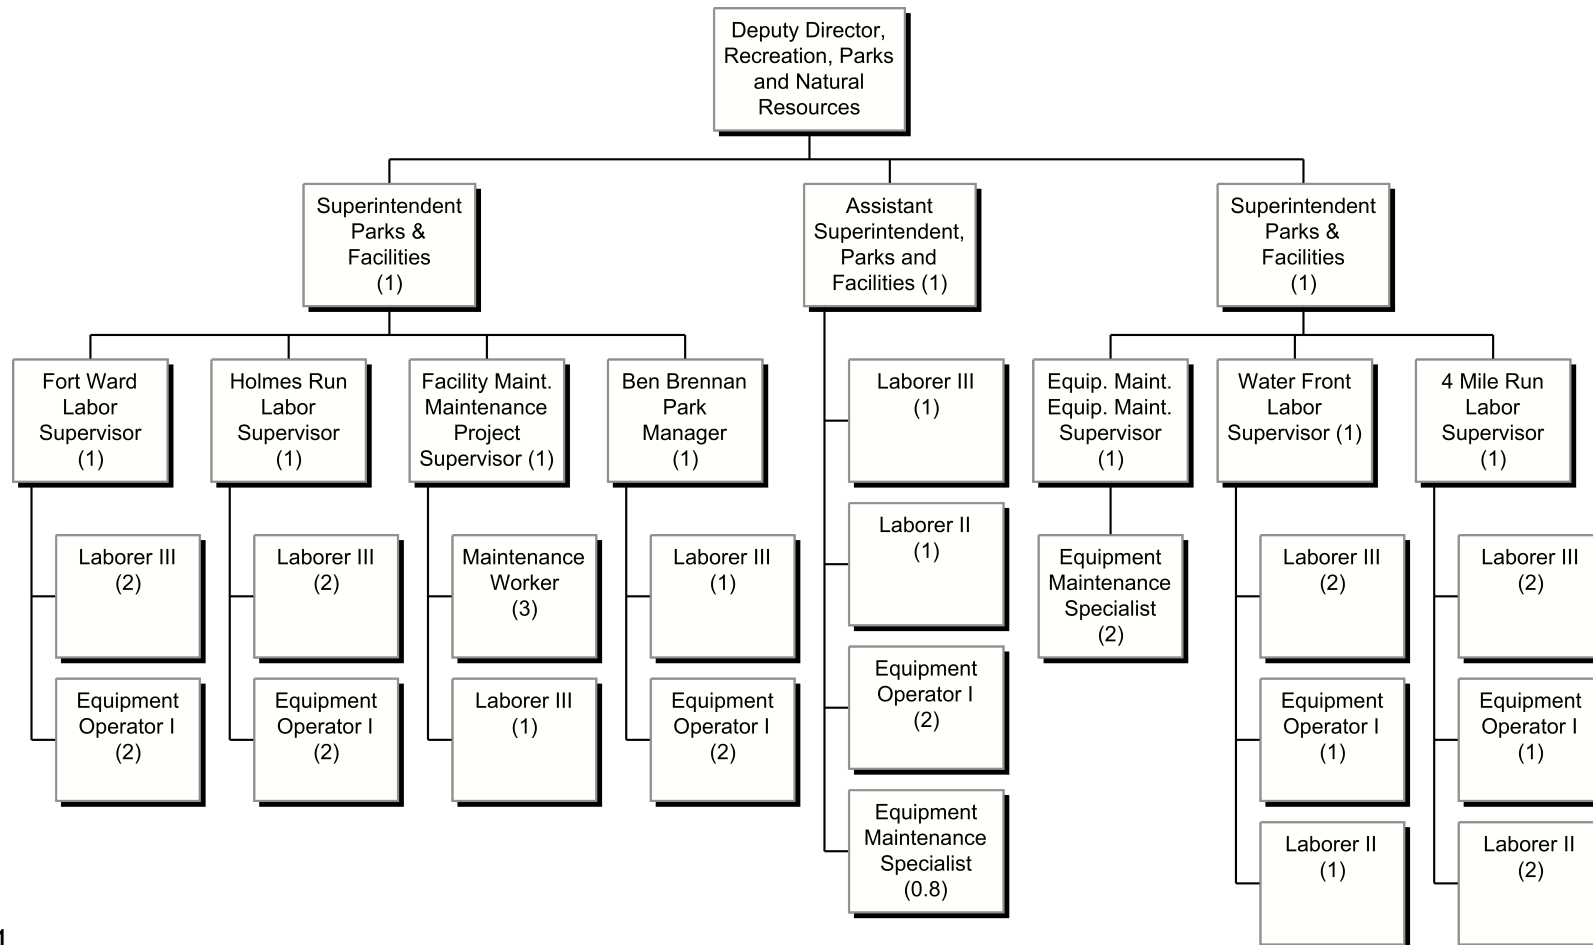 Deputy Director,
Recreation, Parks
and Natural
Resources
Superintendent
Parks &
Facilities
(1)
Assistant
Superintendent,
Parks and
Facilities (1)
Superintendent
Parks &
Facilities
(1)
Fort Ward
Labor
Supervisor
(1)
Holmes Run
Labor
Supervisor
(1)
Facility Maint.
Maintenance
Project
Supervisor (1)
Ben Brennan
Park
Manager
(1)
Laborer III
(1)
Equip. Maint.
Equip. Maint.
Supervisor
(1)
Water Front
Labor
Supervisor (1)
4 Mile Run
Labor
Supervisor
(1)
Laborer III
(2)
Laborer III
(2)
Maintenance
Worker
(3)
Laborer III
(1)
Laborer II
(1)
Equipment
Maintenance
Specialist
(2)
Laborer III
(2)
Laborer III
(2)
Equipment
Operator I
(2)
Equipment
Operator I
(2)
Laborer III
(1)
Equipment
Operator I
(2)
Equipment
Operator I
(2)
Equipment
Operator I
(1)
Equipment
Operator I
(1)
Equipment
Maintenance
Specialist
(0.8)
Laborer II
(1)
Laborer II
(2)